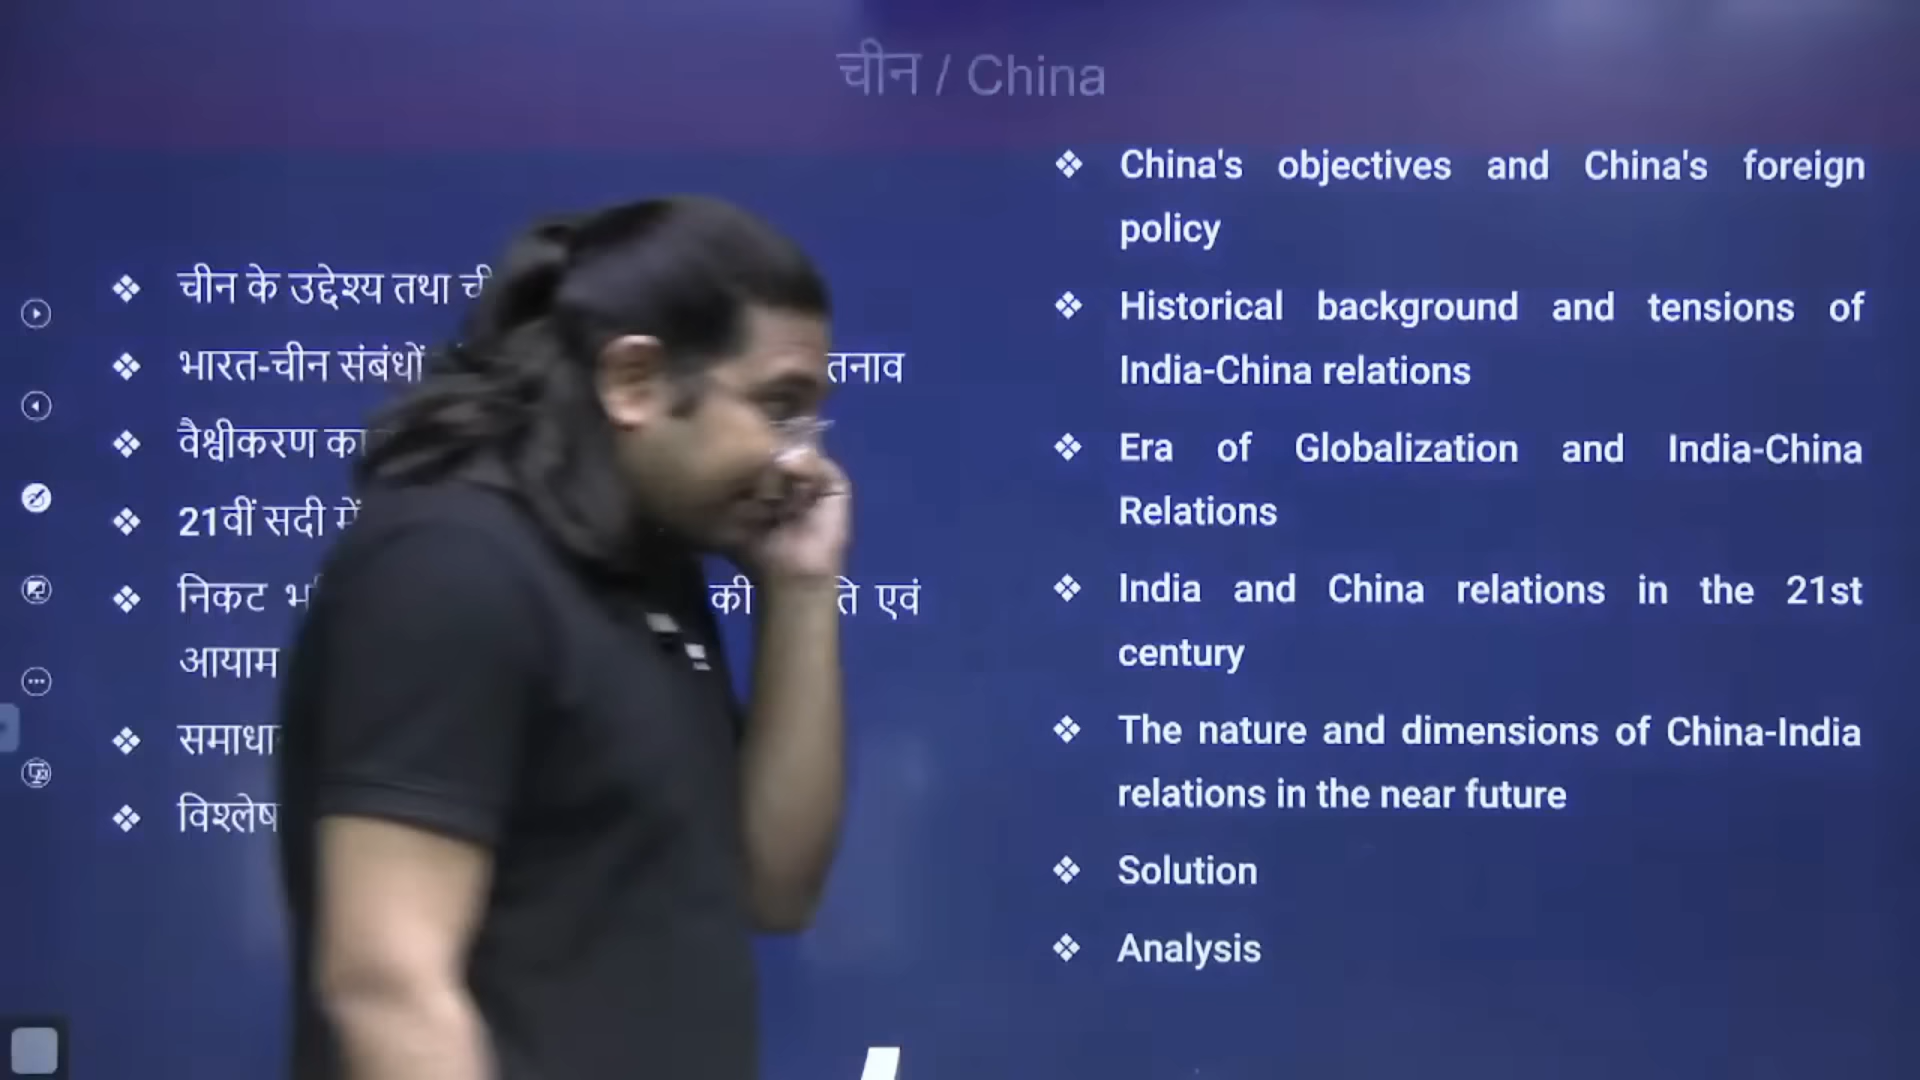 चीन / China
चीन के उद्देश्य तथा
भारत-चीन संबंधों तनाव
वैश्वीकरण का
21वीं सदी में
निकट की एवं
आयाम
China's objectives and China's foreign
policy
Historical background and tensions of
India-China relations
Era of Globalization and India-China
Relations
India and China relations in the 21st
century
The nature and dimensions of China-India
relations in the near future
Solution
Analysis